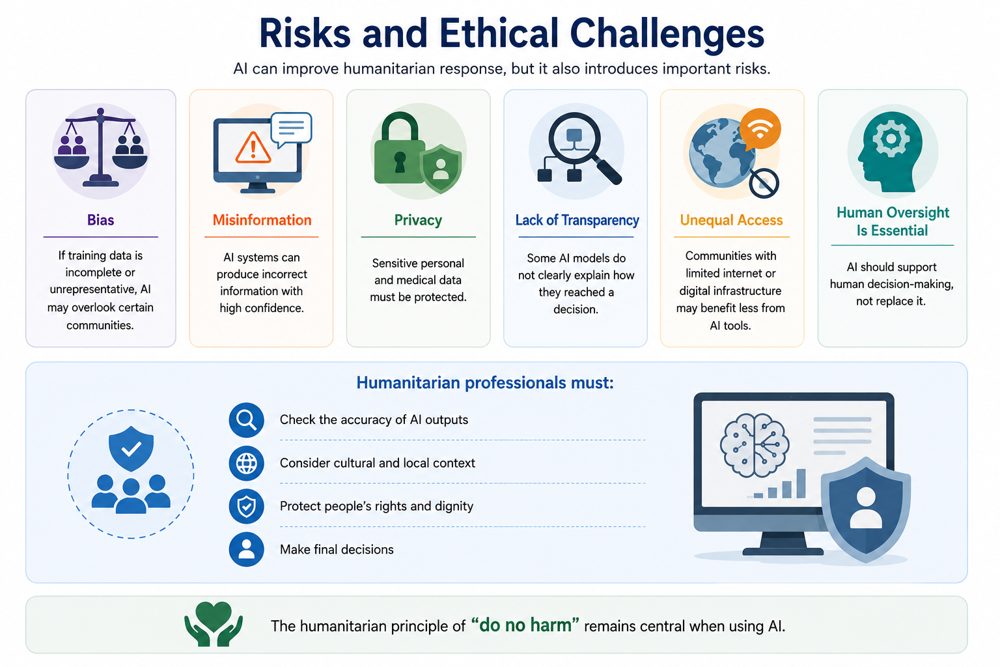 Risks and Ethical Challenges
AI can improve humanitarian response, but it also introduces important risks.
Bias
If training data is
incomplete or
unrepresentative, AI
may overlook certain
communities.
Misinformation
AI systems can
produce incorrect
information with
high confidence.
Privacy
Sensitive personal
and medical data
must be protected.
Lack of Transparency
Some AI models do
not clearly explain how
they reached a
decision.
Unequal Access
Communities with
limited internet or
digital infrastructure
may benefit less from
AI tools.
Human Oversight
Is Essential
AI should support
human decision-making,
not replace it.
Humanitarian professionals must:
Check the accuracy of AI outputs
Consider cultural and local context
Protect people's rights and dignity
Make final decisions
The humanitarian principle of “do no harm” remains central when using AI.